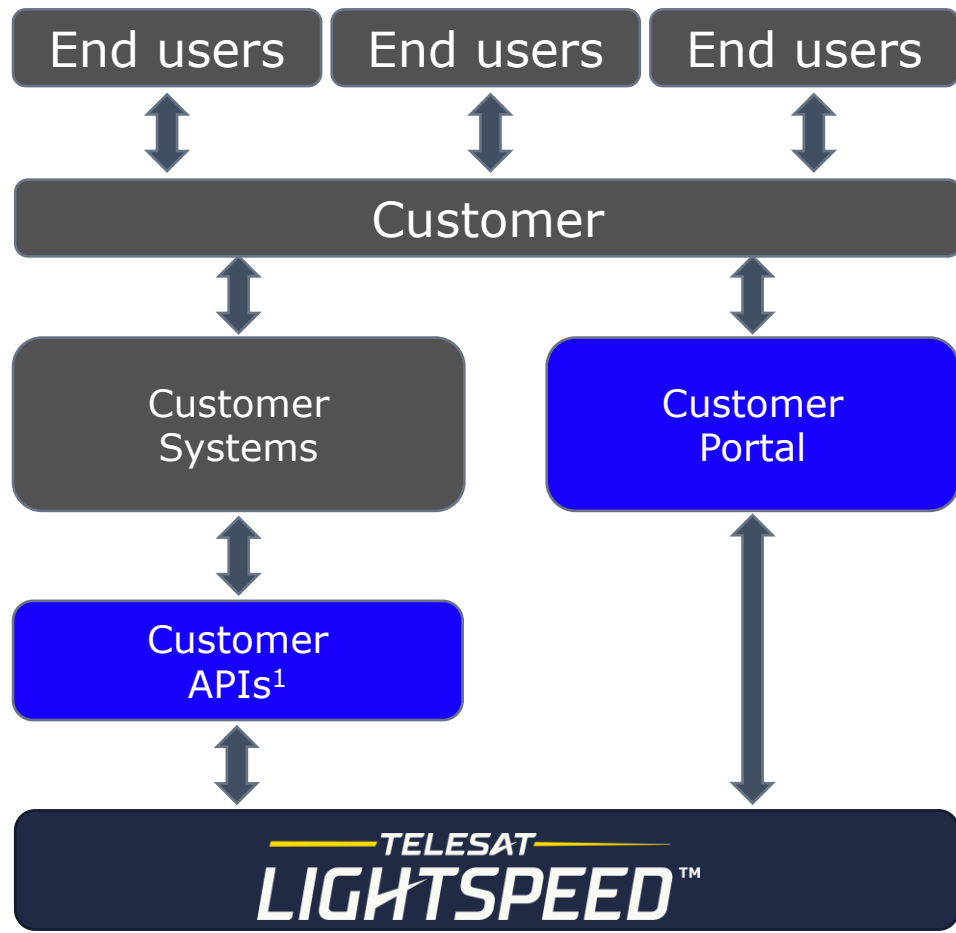 End users
End users
End users
Customer
Customer
Systems
Customer
Portal
Customer
APIs¹
TELESAT
LIGHTSPEED™